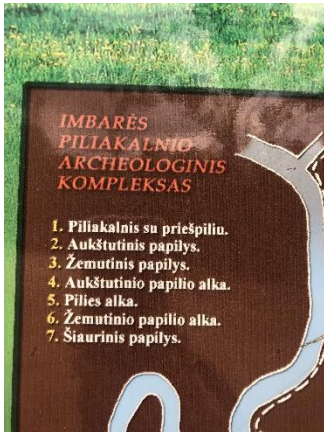 IMBARĖS
PILIAKALNIO
ARCHEOLOGINIS
KOMPLEKSAS
1. Piliakalnis su priešpiliu.
2. Aukštutinis papilys.
3. Žemutinis papilys.
4. Aukštutinio papilio alka.
5. Pilies alka.
6. Žemutinio papilio alka.
7. Šiaurinis papilys.